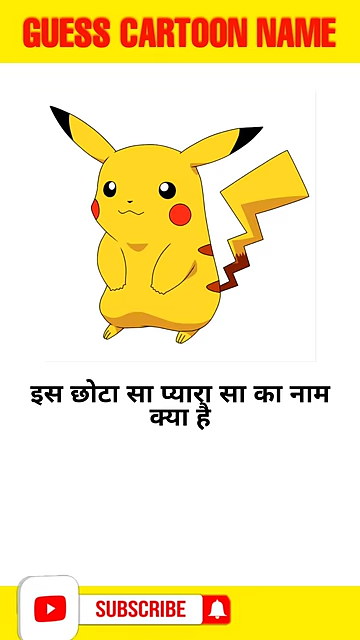 GUESS CARTOON NAME
इस छोटा सा प्यारा सा का नाम
क्या है
SUBSCRIBE